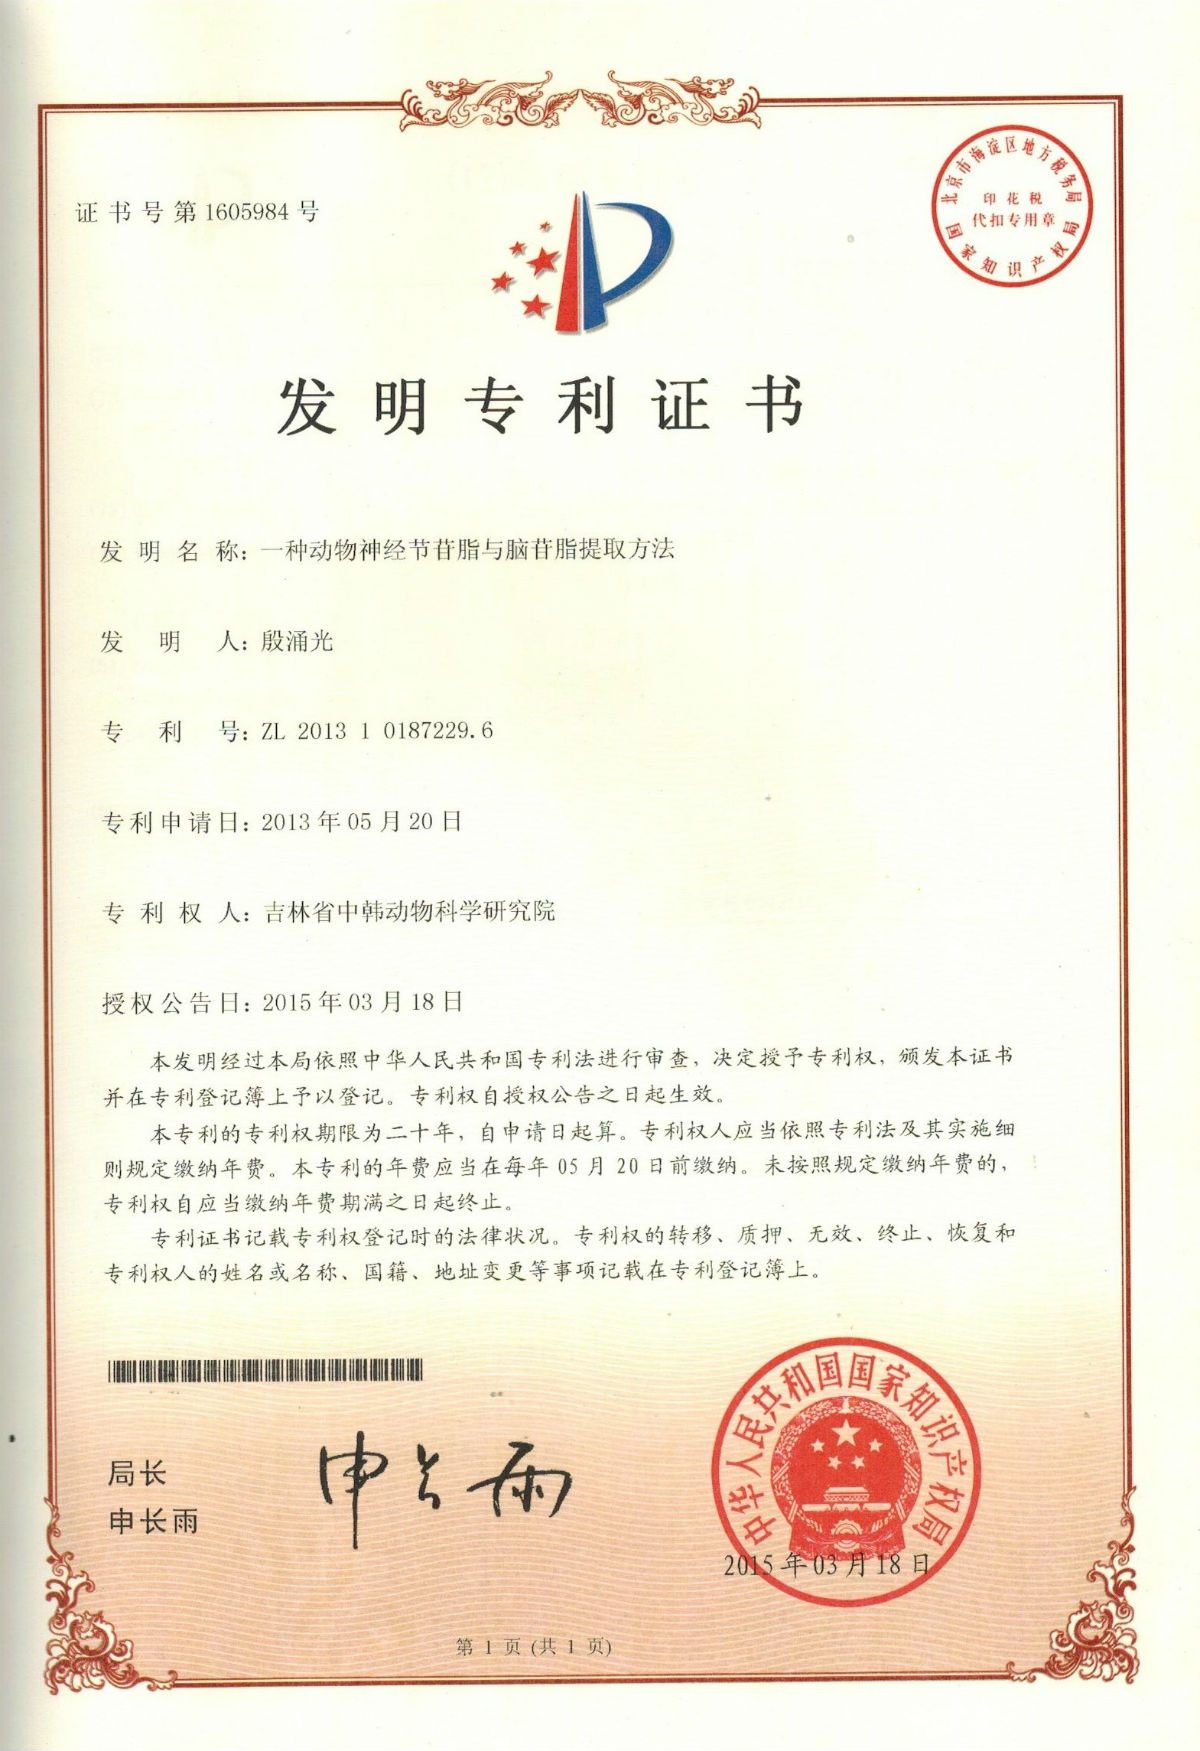 证书号第1605984号
北京市海淀区地方税务局
印花税
代扣专用章
国家知识产权局
发明专利证书
发明名称：一种动物神经节苷脂与脑苷脂提取方法
发明人：殷涌光
专利号：ZL 2013 1 0187229.6
专利申请日：2013年05月20日
专利权人：吉林省中韩动物科学研究院
授权公告日：2015年03月18日
本发明经过本局依照中华人民共和国专利法进行审查，决定授予专利权，颁发本证书
并在专利登记簿上予以登记。专利权自授权公告之日起生效。
本专利的专利权期限为二十年，自申请日起算。专利权人应当依照专利法及其实施细
则规定缴纳年费。本专利的年费应当在每年05月20日前缴纳。未按照规定缴纳年费的，
专利权自应当缴纳年费期满之日起终止。
专利证书记载专利权登记时的法律状况。专利权的转移、质押、无效、终止、恢复和
专利权人的姓名或名称、国籍、地址变更等事项记载在专利登记簿上。
局长
申长雨
申长雨
中华人民共和国国家知识产权局
2015年03月18日
第1页(共1页)